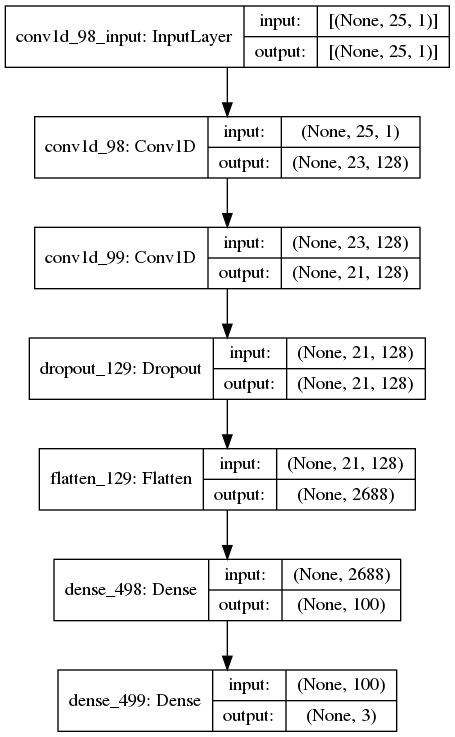 conv1d_98_input: InputLayer
input:
[(None, 25, 1)]
output:
[(None, 25, 1)]
conv1d_98: Conv1D
input:
(None, 25, 1)
output:
(None, 23, 128)
conv1d_99: Conv1D
input:
(None, 23, 128)
output:
(None, 21, 128)
dropout_129: Dropout
input:
(None, 21, 128)
output:
(None, 21, 128)
flatten_129: Flatten
input:
(None, 21, 128)
output:
(None, 2688)
dense_498: Dense
input:
(None, 2688)
output:
(None, 100)
dense_499: Dense
input:
(None, 100)
output:
(None, 3)